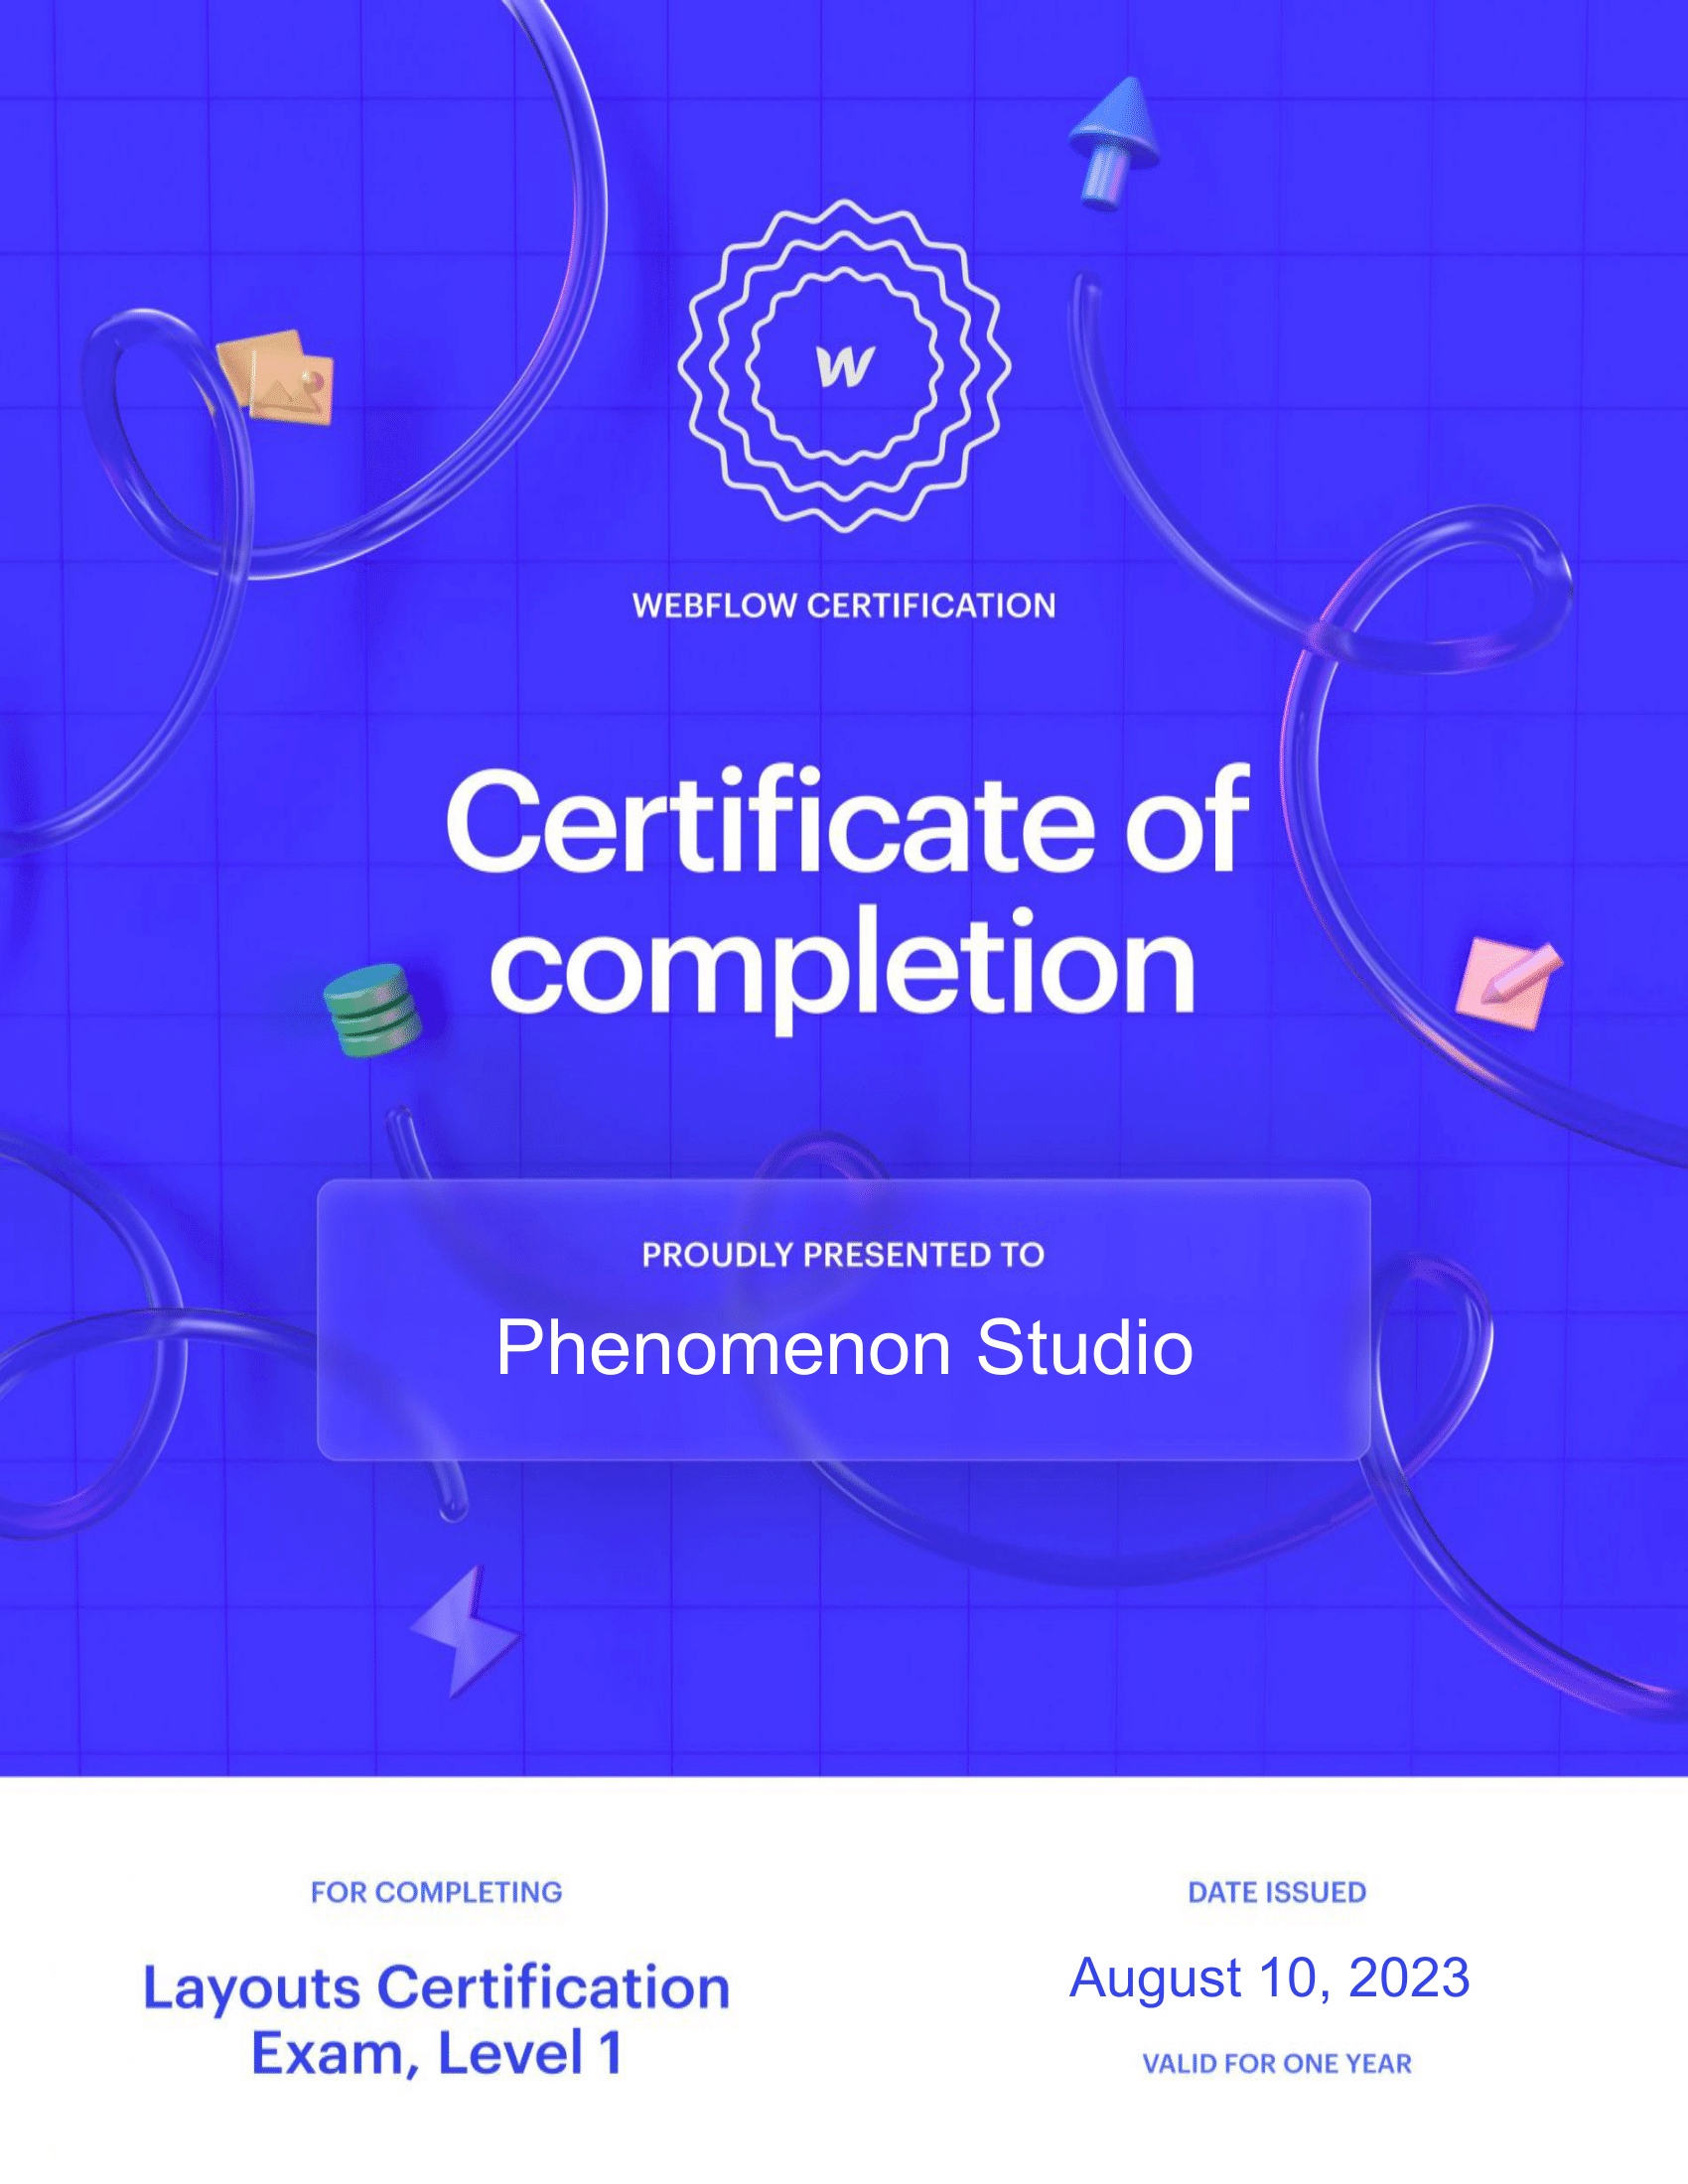 W
WEBFLOW CERTIFICATION
Certificate of
completion
PROUDLY PRESENTED TO
Phenomenon Studio
FOR COMPLETING
Layouts Certification
Exam, Level 1
DATE ISSUED
August 10, 2023
VALID FOR ONE YEAR